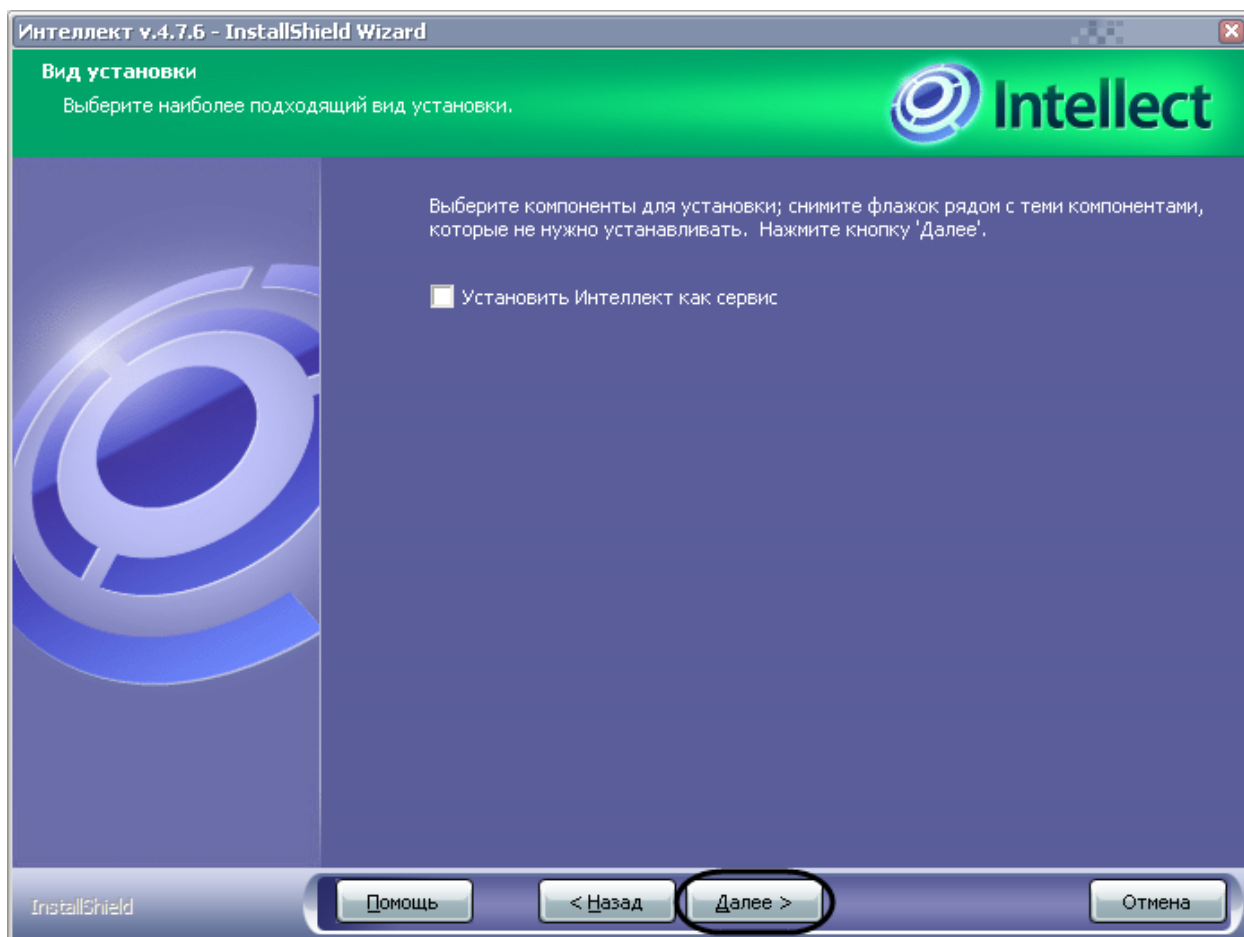 Интеллект v.4.7.6 - InstallShield Wizard
Вид установки
Выберите наиболее подходящий вид установки.
Intellect
Выберите компоненты для установки; снимите флажок рядом с теми компонентами,
которые не нужно устанавливать.  Нажмите кнопку 'Далее'.
Установить Интеллект как сервис
InstallShield
Помощь
< Назад
Далее >
Отмена